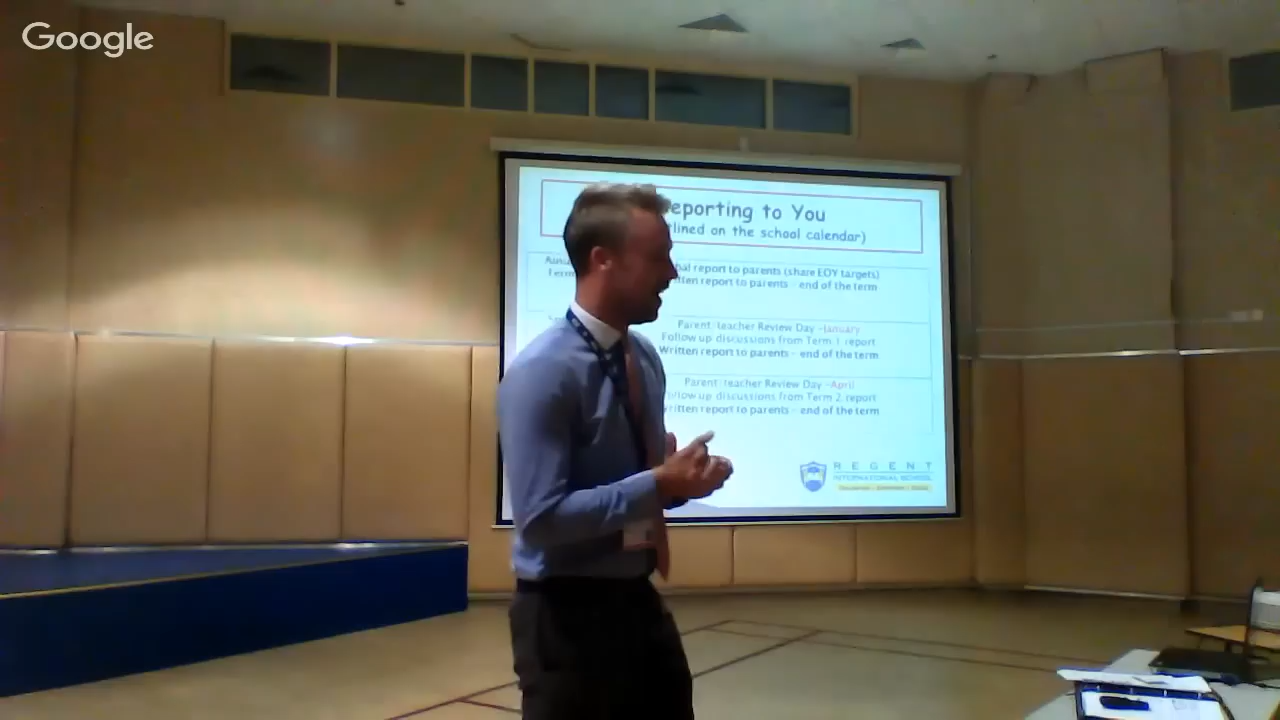 Google
eporting to You
lined on the school calendar)
Term
bal report to parents (share EOY targets)
tten report to parents - end of the term
Parent/teacher Review Day -January
Follow up discussions from Term 1 report
Written report to parents - end of the term
Parent/teacher Review Day -April
ollow up discussions from Term 2 report
ritten report to parents - end of the term
REGENT
INTERNATIONAL SCHOOL